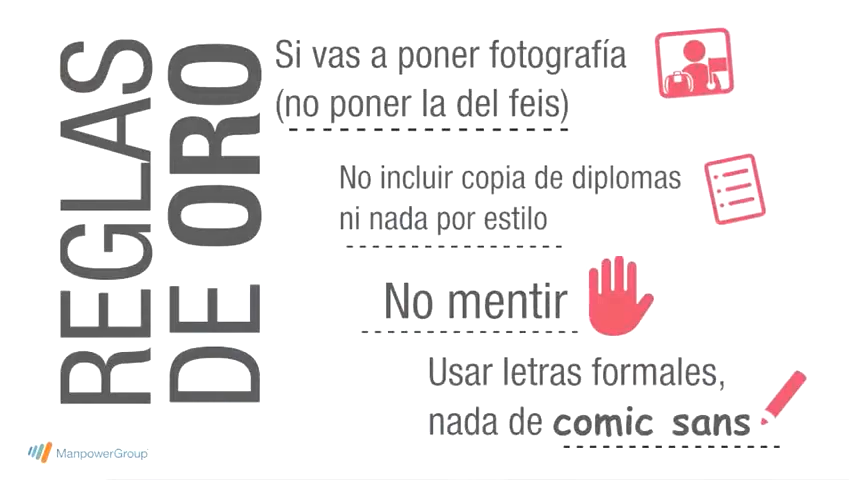 REGLAS
DE ORO
Si vas a poner fotografía
(no poner la del feis)
No incluir copia de diplomas
ni nada por estilo
No mentir
Usar letras formales,
nada de comic sans
ManpowerGroup